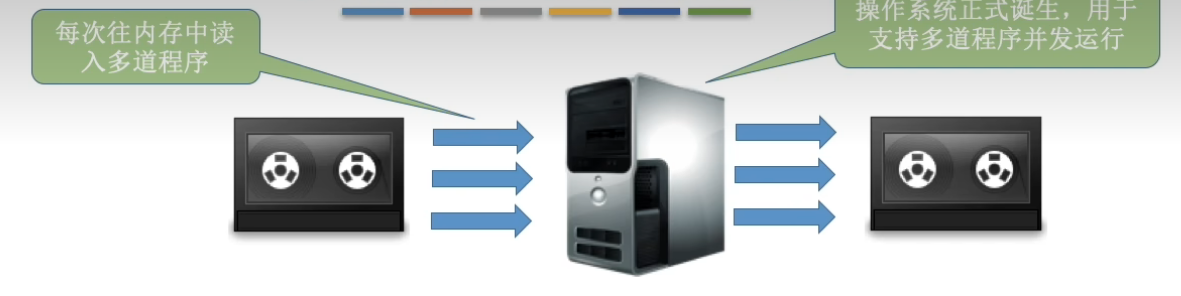 每次往内存中读
入多道程序
操作系统正式诞生，用于
支持多道程序并发运行